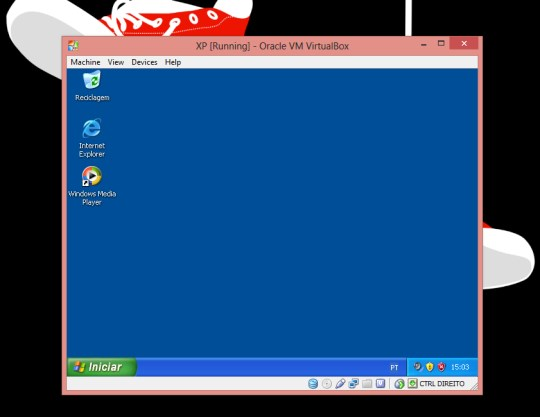 XP [Running] - Oracle VM VirtualBox
Machine View Devices Help
Reciclagem
Internet
Explorer
Windows Media
Player
Iniciar
PT
15:03
CTRL DIREITO